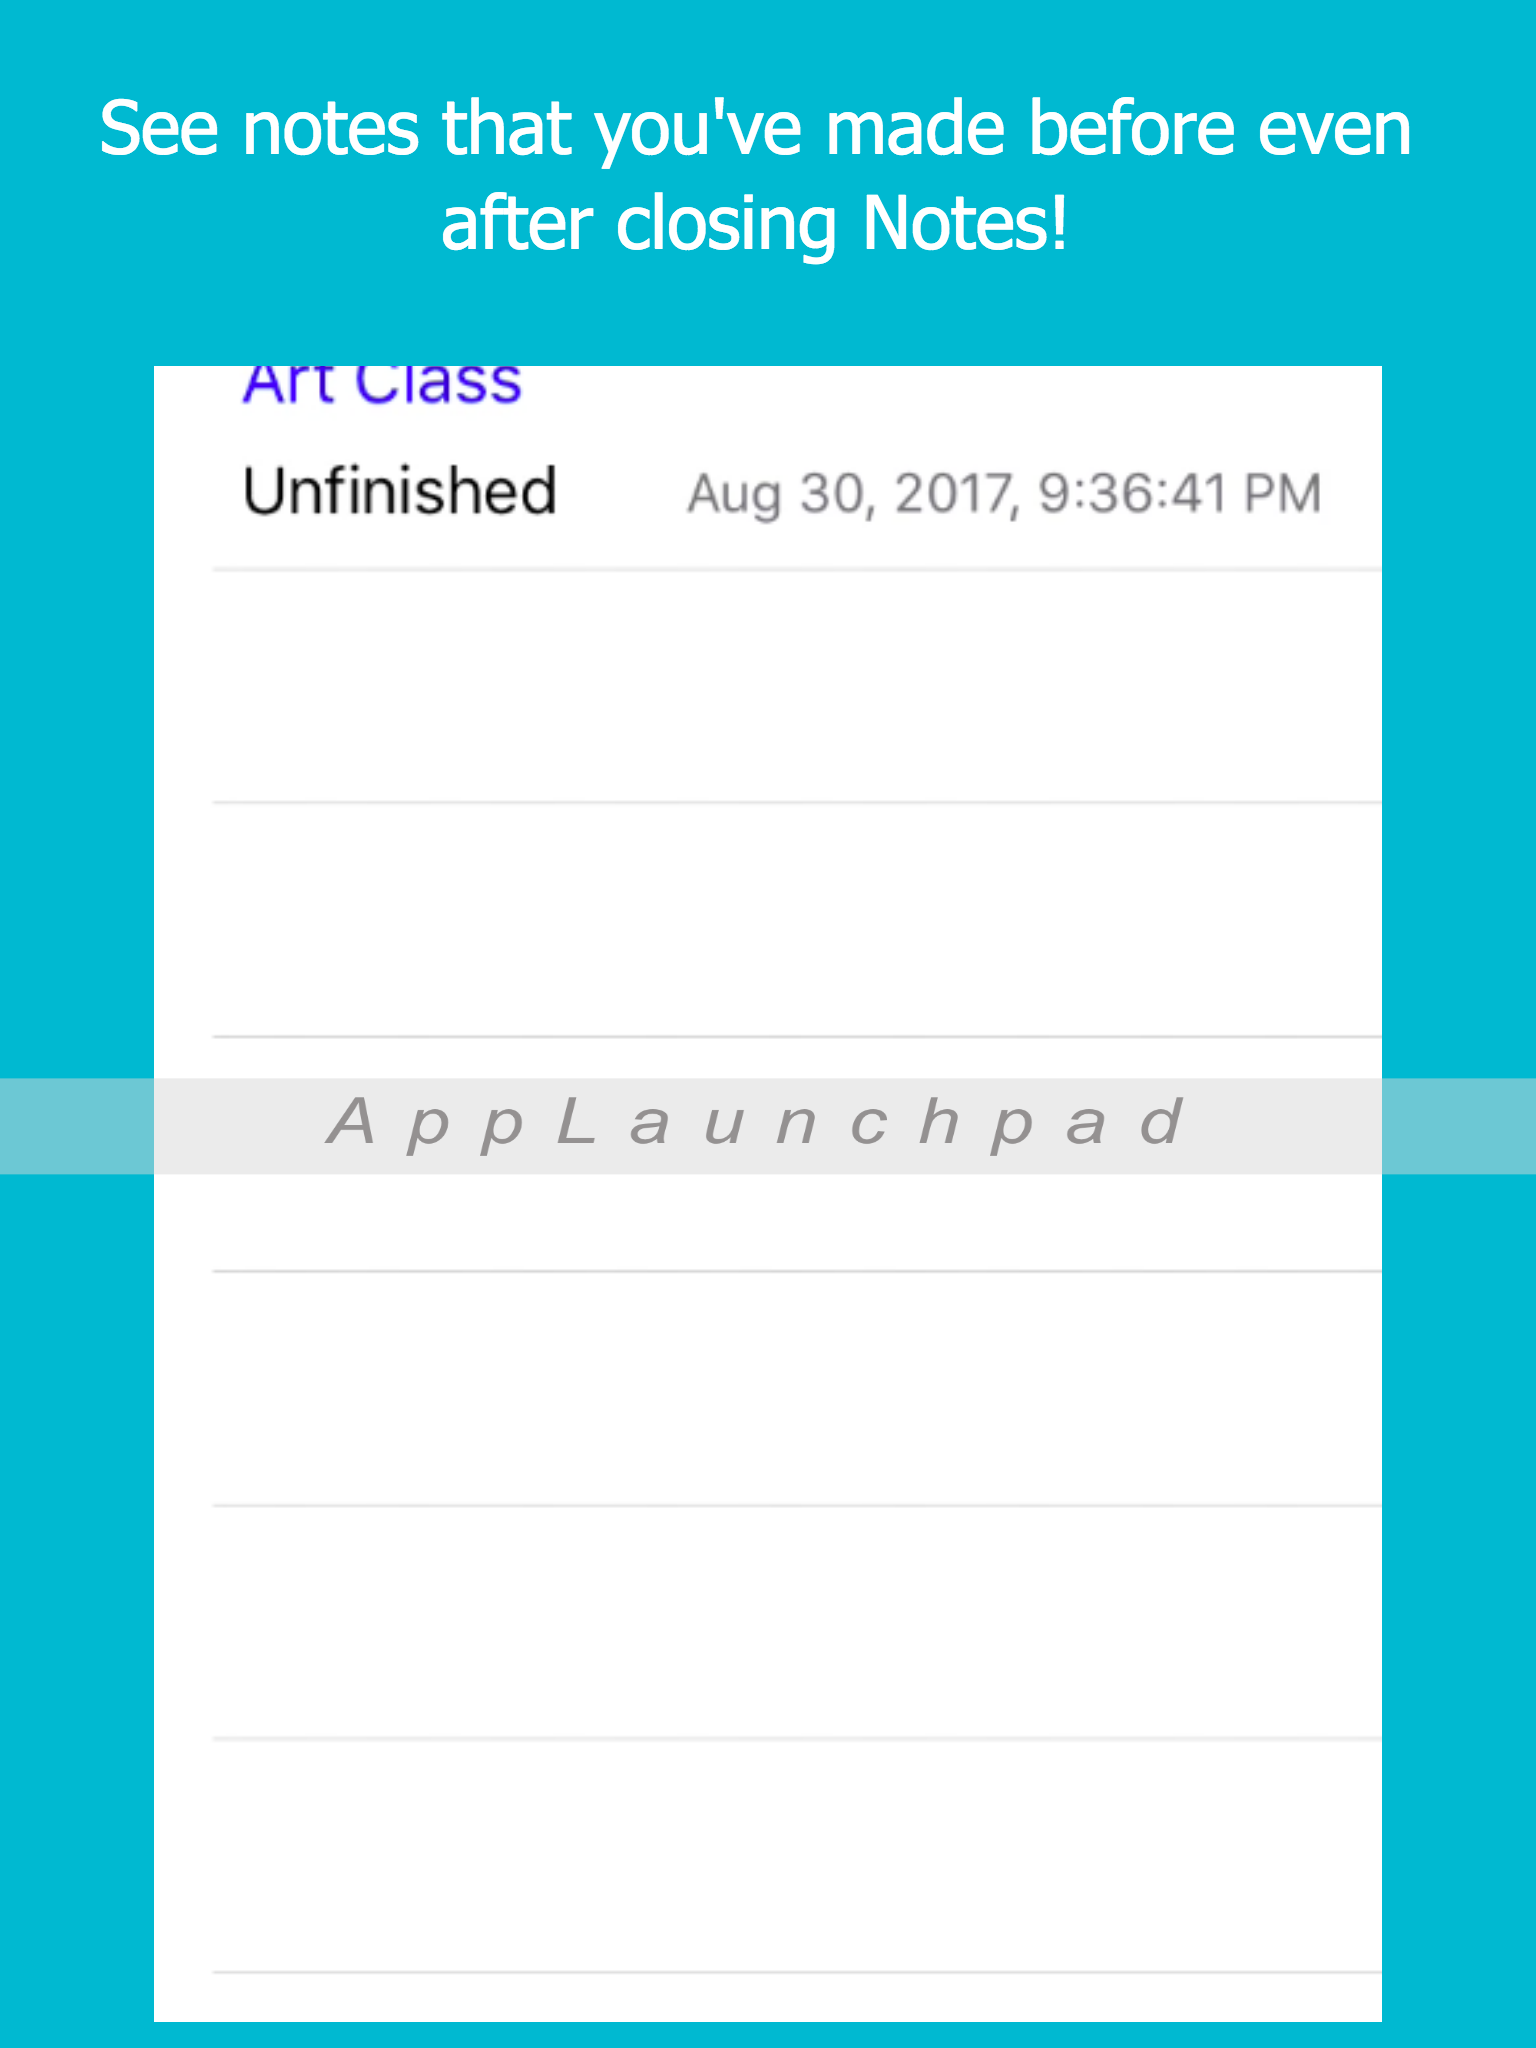 See notes that you've made before even
after closing Notes!
Art Class
Unfinished Aug 30, 2017, 9:36:41 PM
AppLaunchpad